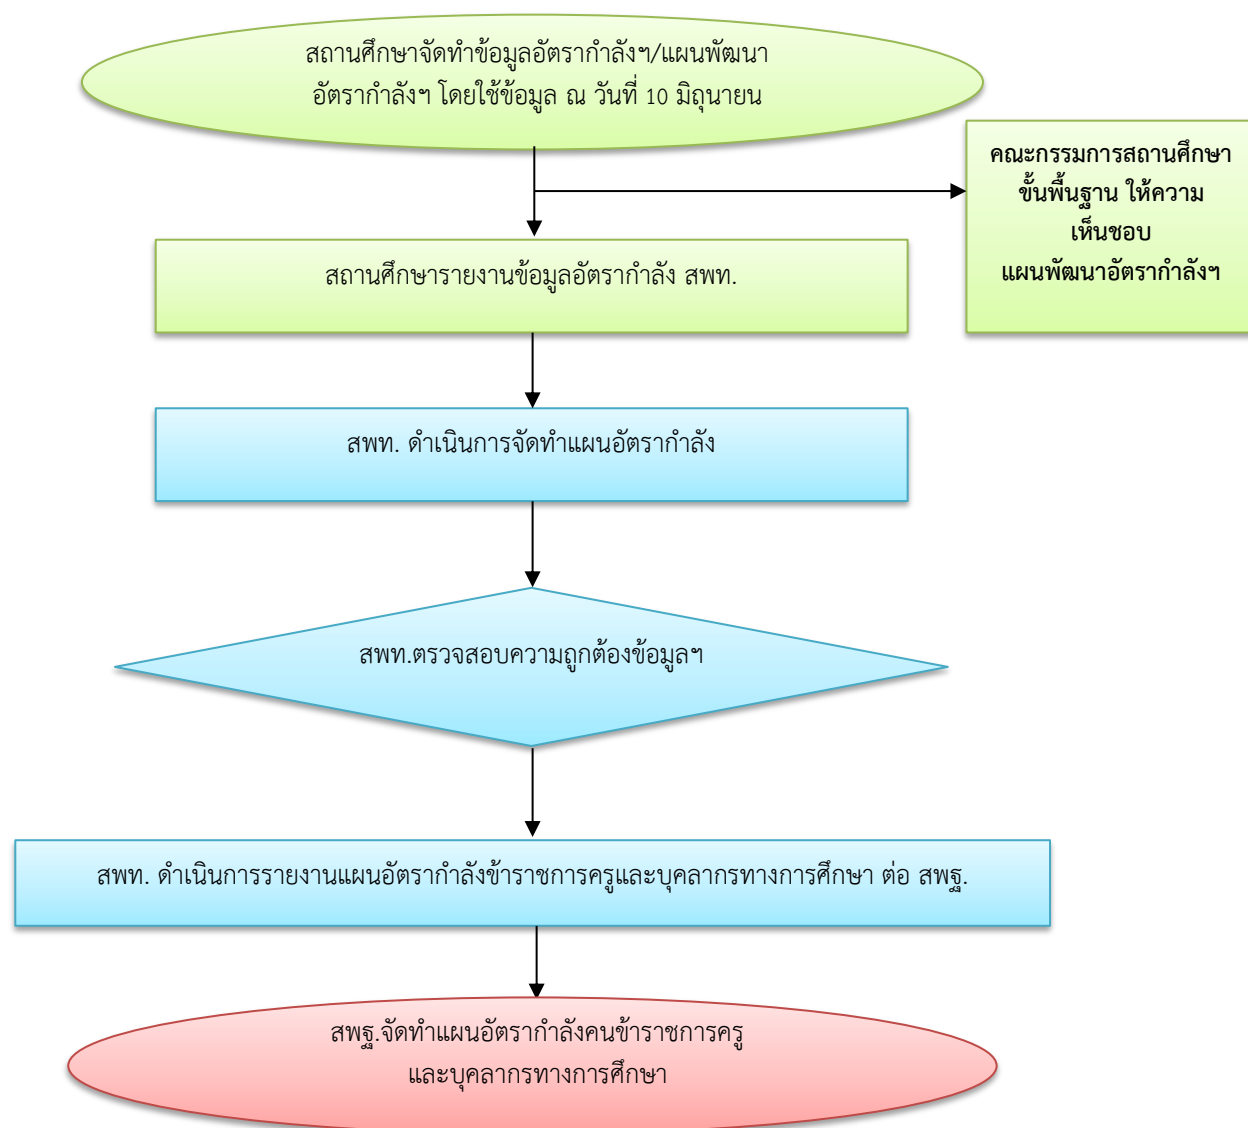 สถานศึกษาจัดทำข้อมูลอัตรากำลังฯ/แผนพัฒนา
อัตรากำลังฯ โดยใช้ข้อมูล ณ วันที่ 10 มิถุนายน
คณะกรรมการสถานศึกษา
ขั้นพื้นฐาน ให้ความ
เห็นชอบ
แผนพัฒนาอัตรากำลังฯ
สถานศึกษารายงานข้อมูลอัตรากำลัง สพท.
สพท. ดำเนินการจัดทำแผนอัตรากำลัง
สพท.ตรวจสอบความถูกต้องข้อมูลฯ
สพท. ดำเนินการรายงานแผนอัตรากำลังข้าราชการครูและบุคลากรทางการศึกษา ต่อ สพฐ.
สพฐ.จัดทำแผนอัตรากำลังคนข้าราชการครู
และบุคลากรทางการศึกษา